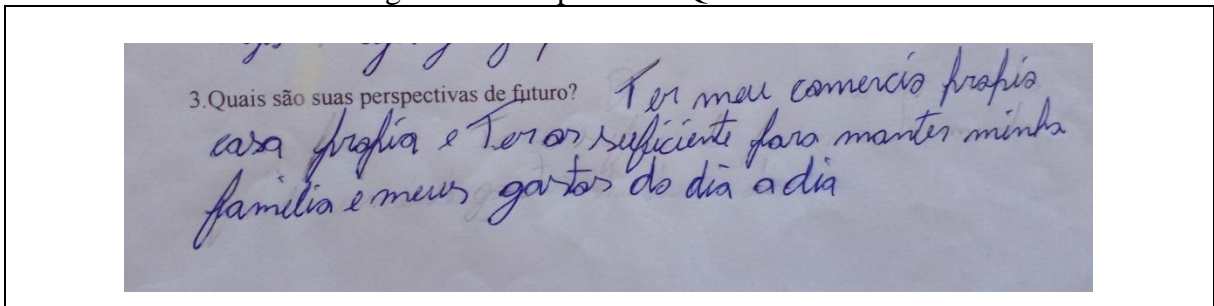 3.Quais são suas perspectivas de futuro? Ter meu comercio propio
casa propia e Ter o suficiente para manter minha
familia e meus gastos do dia a dia